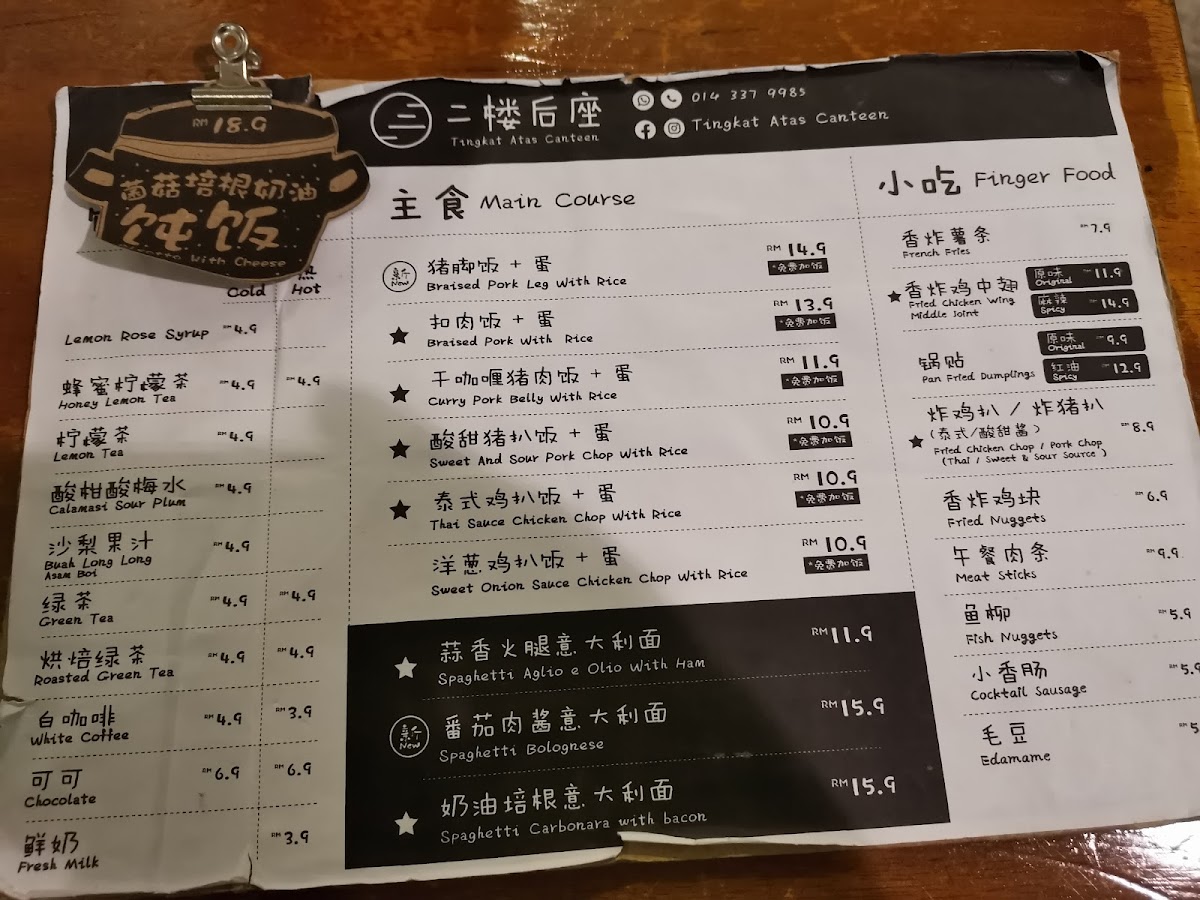 二楼后座
Tingkat Atas Canteen
014 337 9985
Tingkat Atas Canteen
RM 18.9
菌菇培根奶油
炖饭
With Cheese
Cold
热 Hot
Lemon Rose Syrup RM 4.9
蜂蜜柠檬茶 RM 4.9 RM 4.9
Honey Lemon Tea
柠檬茶 RM 4.9
Lemon Tea
酸柑酸梅水 RM 4.9
Calamasi Sour Plum
沙梨果汁 RM 4.9
Buah Long Long
Asam Boi
绿茶 RM 4.9 RM 4.9
Green Tea
烘培绿茶 RM 4.9 RM 4.9
Roasted Green Tea
白咖啡 RM 4.9 RM 3.9
White Coffee
可可 RM 6.9 RM 6.9
Chocolate
鲜奶 RM 3.9
Fresh Milk
主食 Main Course
新 New
猪脚饭 + 蛋 RM 14.9
Braised Pork Leg With Rice *免费加饭
扣肉饭 + 蛋 RM 13.9
Braised Pork With Rice *免费加饭
干咖喱猪肉饭 + 蛋 RM 11.9
Curry Pork Belly With Rice *免费加饭
酸甜猪扒饭 + 蛋 RM 10.9
Sweet And Sour Pork Chop With Rice *免费加饭
泰式鸡扒饭 + 蛋 RM 10.9
Thai Sauce Chicken Chop With Rice *免费加饭
洋葱鸡扒饭 + 蛋 RM 10.9
Sweet Onion Sauce Chicken Chop With Rice *免费加饭
蒜香火腿意大利面 RM 11.9
Spaghetti Aglio e Olio With Ham
新 New
番茄肉酱意大利面 RM 15.9
Spaghetti Bolognese
奶油培根意大利面 RM 15.9
Spaghetti Carbonara with bacon
小吃 Finger Food
香炸薯条 RM 7.9
French Fries
香炸鸡中翅 原味 Original RM 11.9
Fried Chicken Wing
Middle Joint 麻辣 Spicy RM 14.9
锅贴 原味 Original RM 9.9
Pan Fried Dumplings 红油 Spicy RM 12.9
炸鸡扒 / 炸猪扒
(泰式/酸甜酱) RM 8.9
Fried Chicken Chop / Pork Chop
(Thai / Sweet & Sour Source )
香炸鸡块 RM 6.9
Fried Nuggets
午餐肉条 RM 9.9
Meat Sticks
鱼柳 RM 5.9
Fish Nuggets
小香肠 RM 5.9
Cocktail Sausage
毛豆 RM 5
Edamame